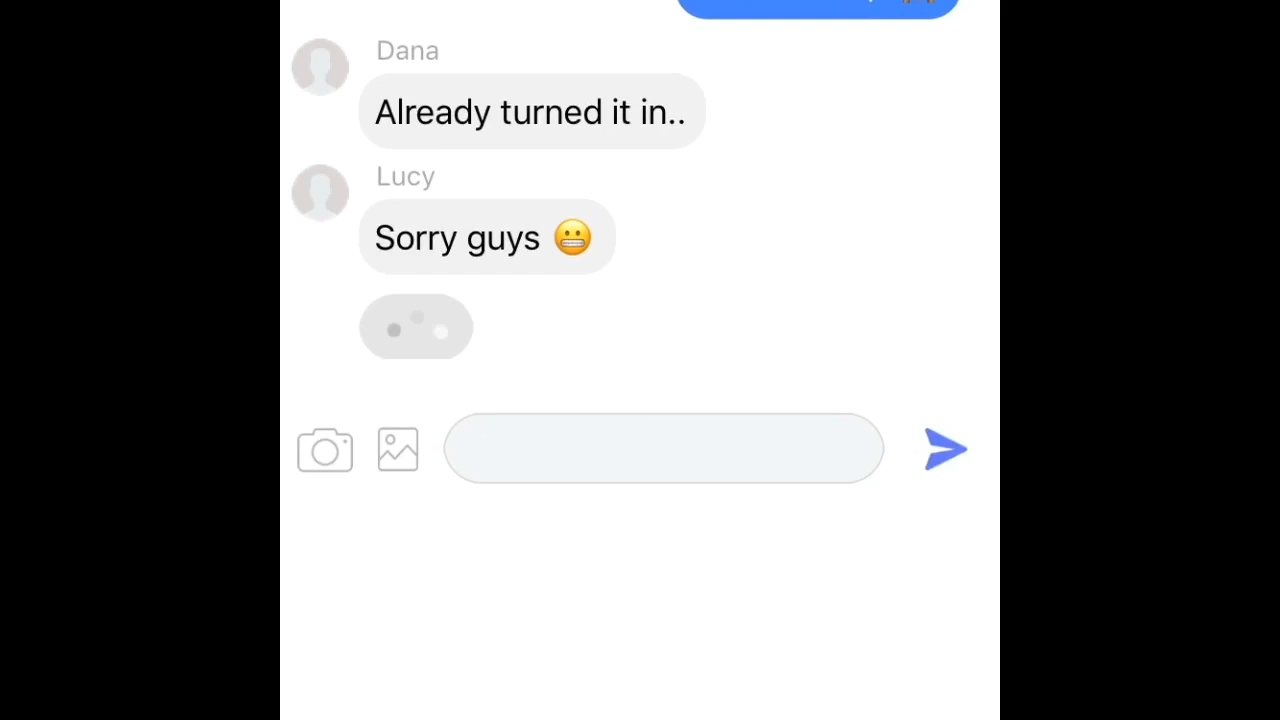 Dana
Already turned it in..
Lucy
Sorry guys 😬